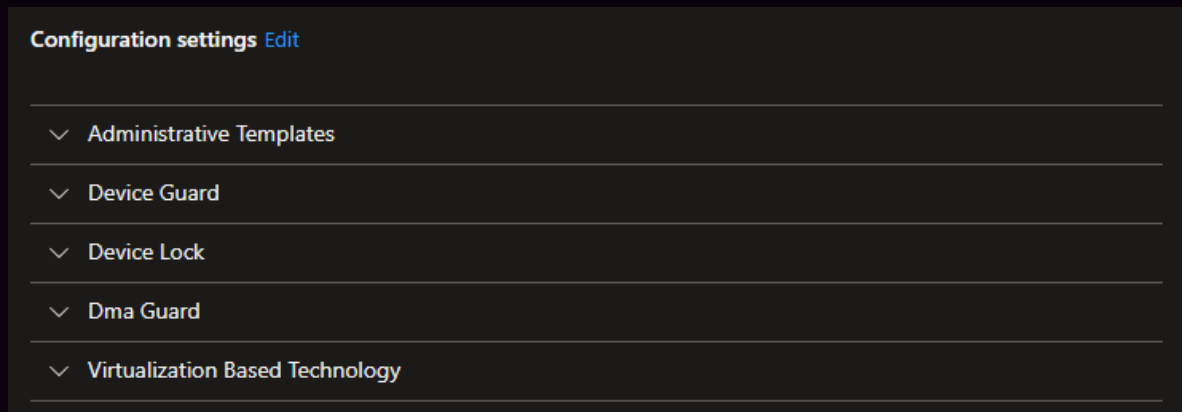 Configuration settings Edit
Administrative Templates
Device Guard
Device Lock
Dma Guard
Virtualization Based Technology